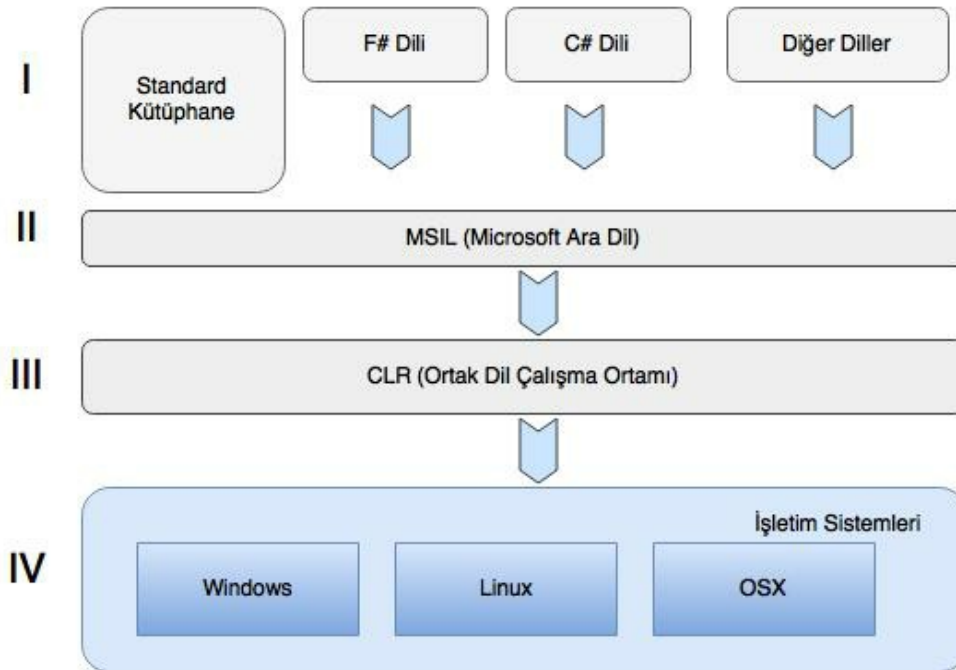 I
Standard
Kütüphane
F# Dili
C# Dili
Diğer Diller
II
MSIL (Microsoft Ara Dil)
III
CLR (Ortak Dil Çalışma Ortamı)
IV
İşletim Sistemleri
Windows
Linux
OSX